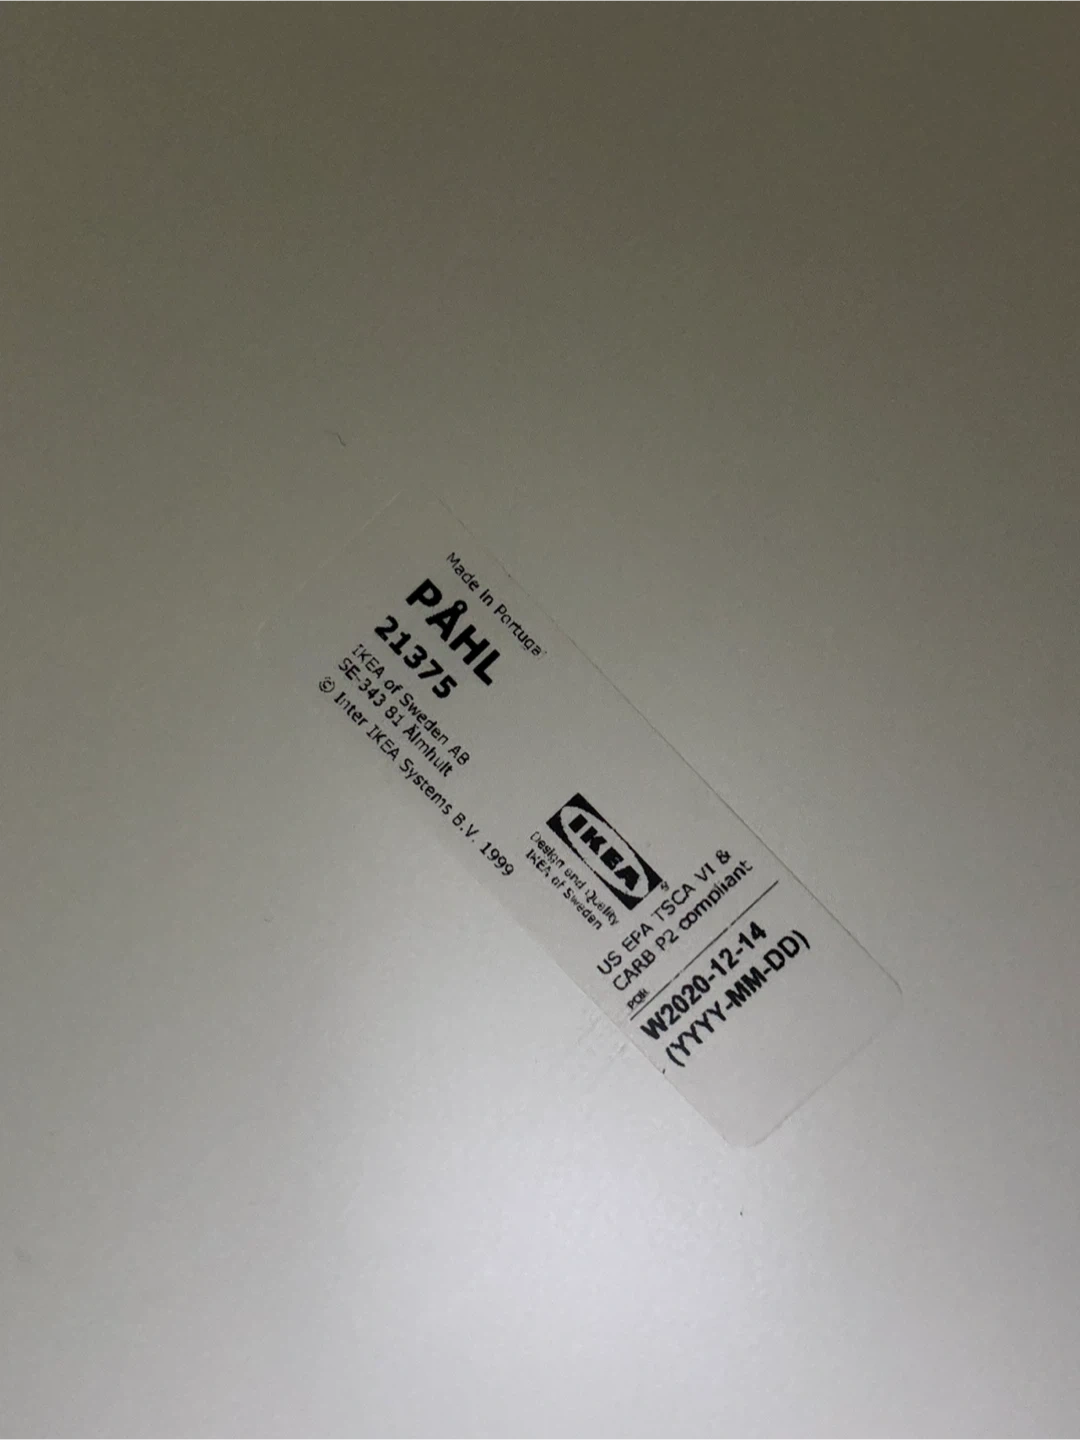 Made in Portugal
PÅHL
21375
IKEA of Sweden AB
SE-343 81 Älmhult
© Inter IKEA Systems B.V. 1999
IKEA®
Design and Quality
IKEA of Sweden
US EPA TSCA VI &
CARB P2 compliant
W2020-12-14
(YYYY-MM-DD)